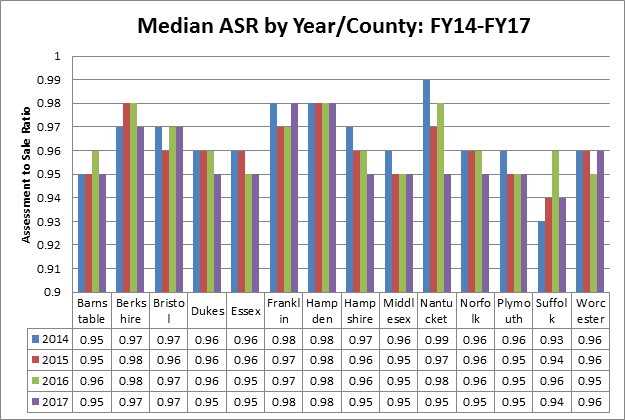 Median ASR by Year/County: FY14-FY17
Assessment to Sale Ratio
1
0.99
0.98
0.97
0.96
0.95
0.94
0.93
0.92
0.91
0.9
Barns Berks Bristo Dukes Essex Frankl Hamp Hamp Middl Nantu Norfo Plymo Suffol Worc
table hire l in den shire esex cket lk uth k ester
2014 0.95 0.97 0.97 0.96 0.96 0.98 0.98 0.97 0.96 0.99 0.96 0.96 0.93 0.96
2015 0.95 0.98 0.96 0.96 0.96 0.97 0.98 0.96 0.95 0.97 0.96 0.95 0.94 0.96
2016 0.96 0.98 0.97 0.96 0.95 0.97 0.98 0.96 0.95 0.98 0.96 0.95 0.96 0.95
2017 0.95 0.97 0.97 0.95 0.95 0.98 0.98 0.95 0.95 0.95 0.95 0.95 0.94 0.96